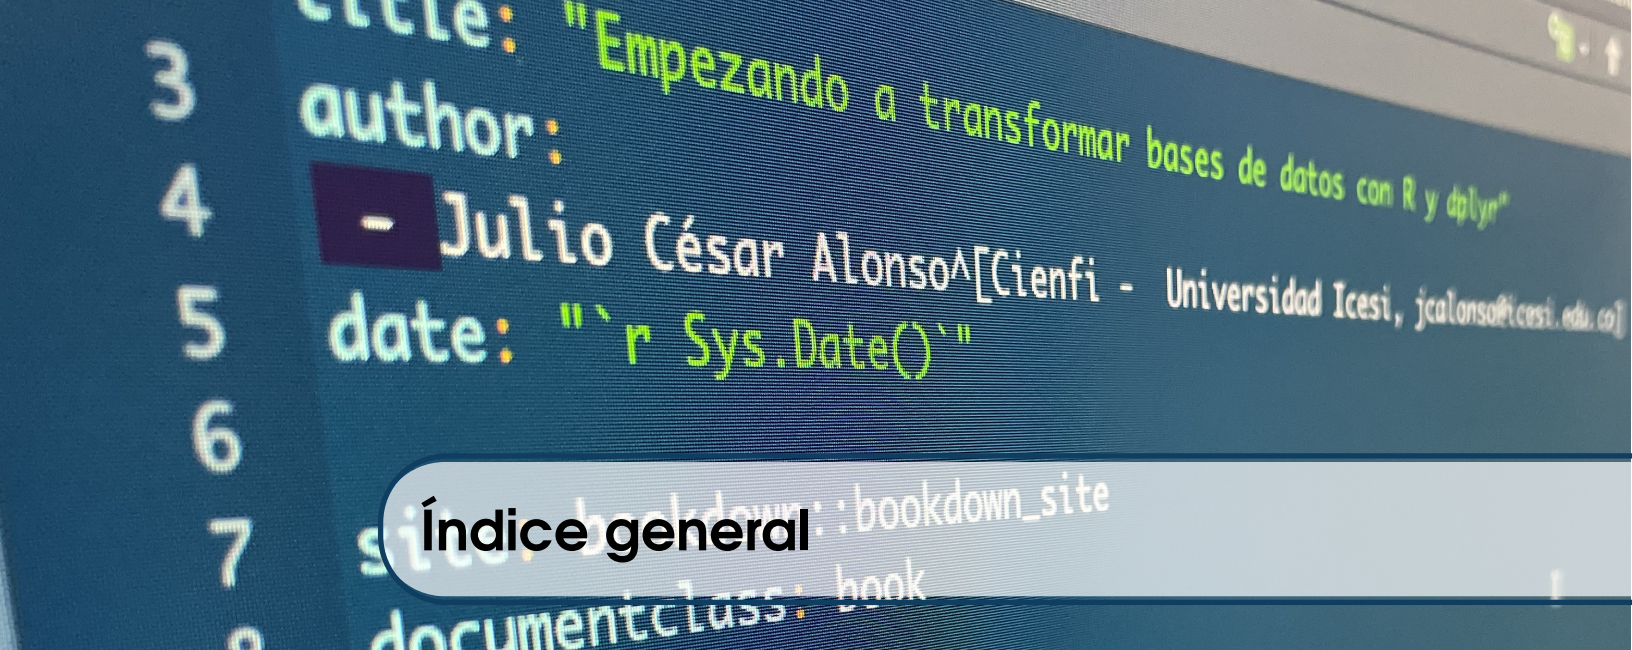 title: "Empezando a transformar bases de datos con R y dplyr"
3 author:
4 - Julio César Alonso^[Cienfi - Universidad Icesi, jcalonso@icesi.edu.co]
5 date: "`r Sys.Date()`"
6
7 site: bookdown::bookdown_site
Índice general
8 documentclass: book